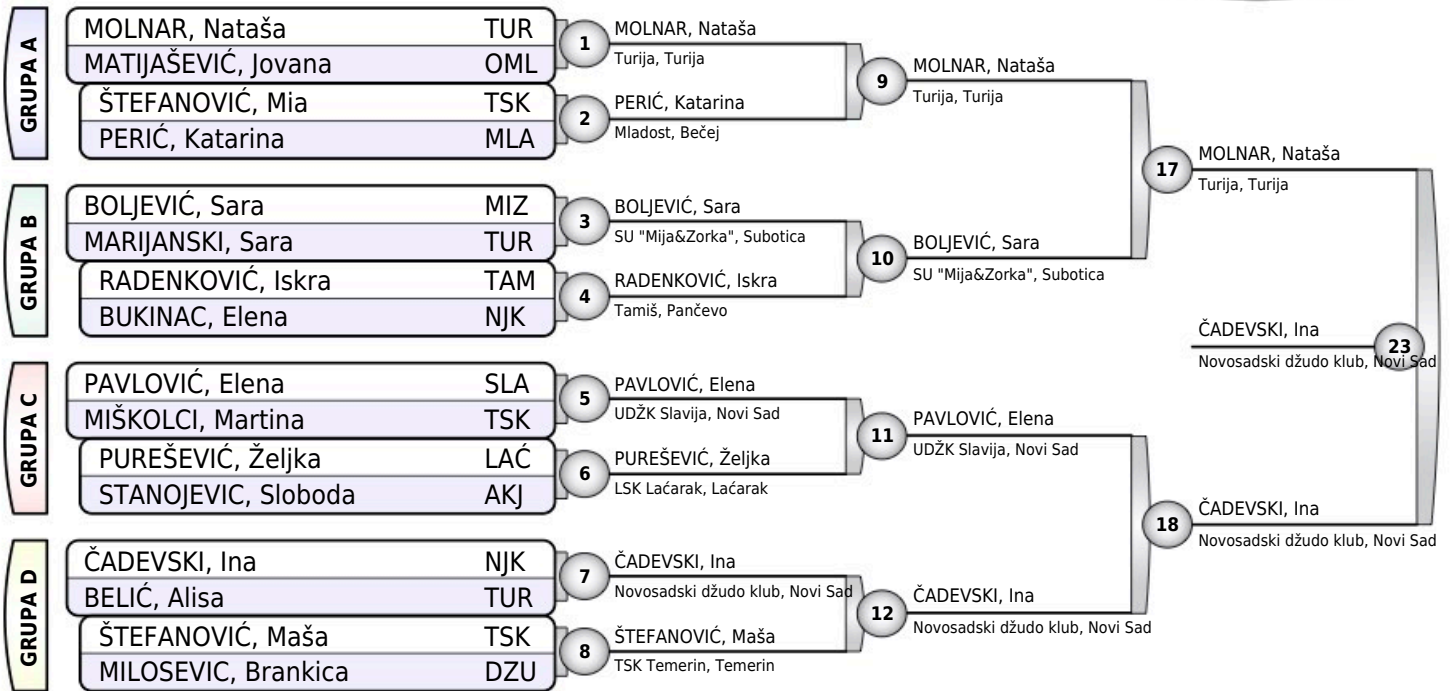 GRUPA A
MOLNAR, Nataša TUR
MATIJAŠEVIĆ, Jovana OML
ŠTEFANOVIĆ, Mia TSK
PERIĆ, Katarina MLA
GRUPA B
BOLJEVIĆ, Sara MIZ
MARIJANSKI, Sara TUR
RADENKOVIĆ, Iskra TAM
BUKINAC, Elena NJK
GRUPA C
PAVLOVIĆ, Elena SLA
MIŠKOLCI, Martina TSK
PUREŠEVIĆ, Željka LAĆ
STANOJEVIC, Sloboda AKJ
GRUPA D
ČADEVSKI, Ina NJK
BELIĆ, Alisa TUR
ŠTEFANOVIĆ, Maša TSK
MILOSEVIC, Brankica DZU
1
MOLNAR, Nataša
Turija, Turija
2
PERIĆ, Katarina
Mladost, Bečej
3
BOLJEVIĆ, Sara
SU "Mija&Zorka", Subotica
4
RADENKOVIĆ, Iskra
Tamiš, Pančevo
5
PAVLOVIĆ, Elena
UDŽK Slavija, Novi Sad
6
PUREŠEVIĆ, Željka
LSK Laćarak, Laćarak
7
ČADEVSKI, Ina
Novosadski džudo klub, Novi Sad
8
ŠTEFANOVIĆ, Maša
TSK Temerin, Temerin
9
MOLNAR, Nataša
Turija, Turija
10
BOLJEVIĆ, Sara
SU "Mija&Zorka", Subotica
11
PAVLOVIĆ, Elena
UDŽK Slavija, Novi Sad
12
ČADEVSKI, Ina
Novosadski džudo klub, Novi Sad
17
MOLNAR, Nataša
Turija, Turija
18
ČADEVSKI, Ina
Novosadski džudo klub, Novi Sad
23
ČADEVSKI, Ina
Novosadski džudo klub, Novi Sad